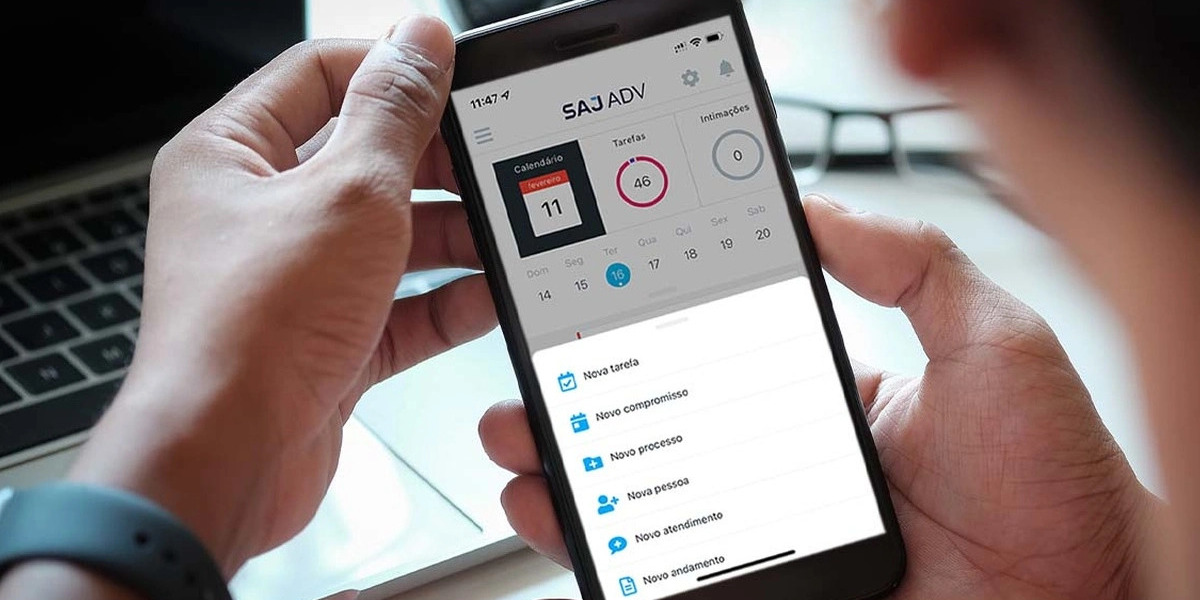 11:47
SAJ ADV
Calendário
fevereiro
11
Tarefas
46
Intimações
0
Dom Seg Ter Qua Qui Sex Sab
14 15 16 17 18 19 20
Nova tarefa
Novo compromisso
Novo processo
Nova pessoa
Novo atendimento
Novo andamento
N